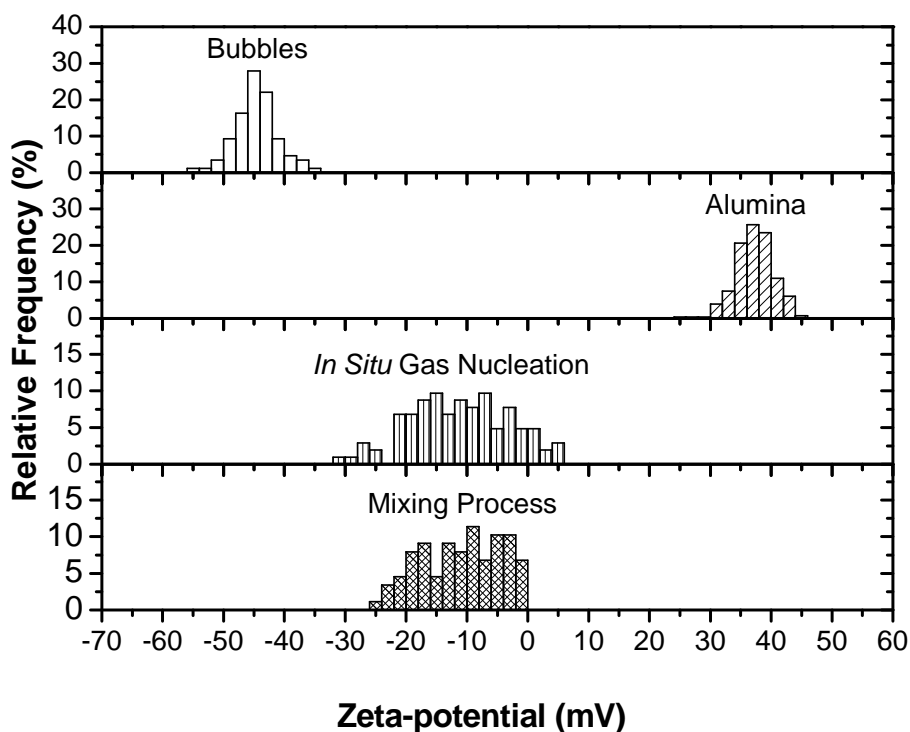 40
30
20
10
0
Bubbles
30
20
10
0
Alumina
15
10
5
0
In Situ Gas Nucleation
15
10
5
0
Mixing Process
-70 -60 -50 -40 -30 -20 -10 0 10 20 30 40 50 60
Relative Frequency (%)
Zeta-potential (mV)